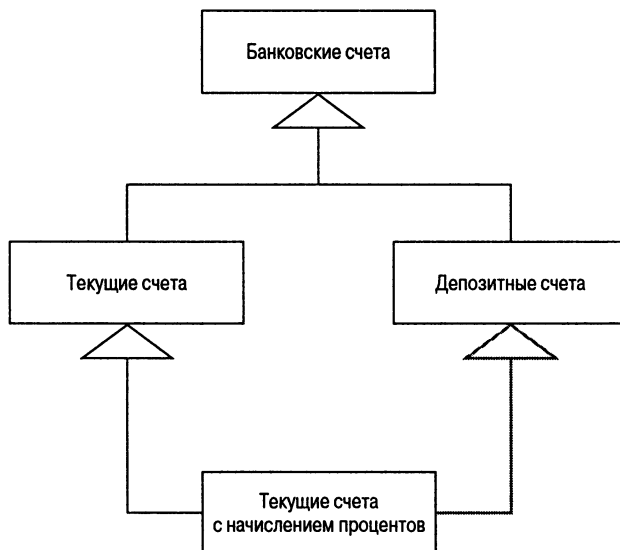 Банковские счета
Текущие счета
Депозитные счета
Текущие счета
с начислением процентов